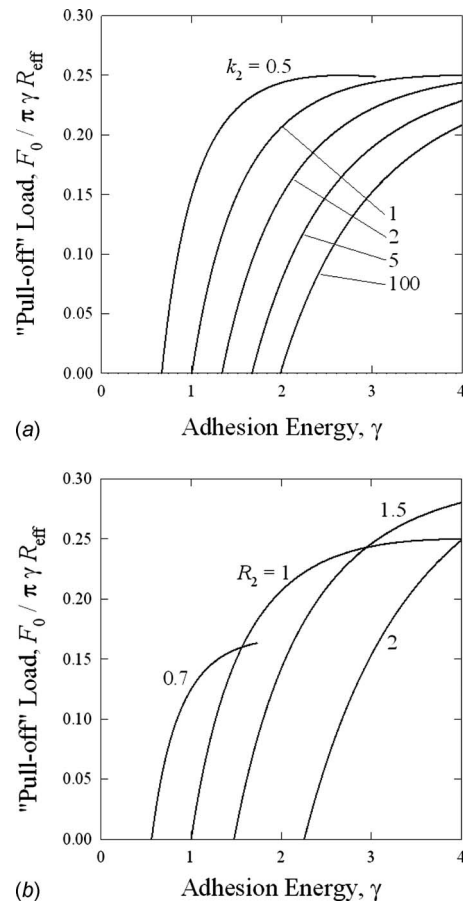 0.30
0.25
0.20
0.15
0.10
0.05
0.00
"Pull-off" Load, F₀ / π γ R_eff
k₂ = 0.5
1
2
5
100
0 1 2 3 4
Adhesion Energy, γ
(a)
0.30
0.25
0.20
0.15
0.10
0.05
0.00
"Pull-off" Load, F₀ / π γ R_eff
1.5
R₂ = 1
0.7
2
0 1 2 3 4
Adhesion Energy, γ
(b)